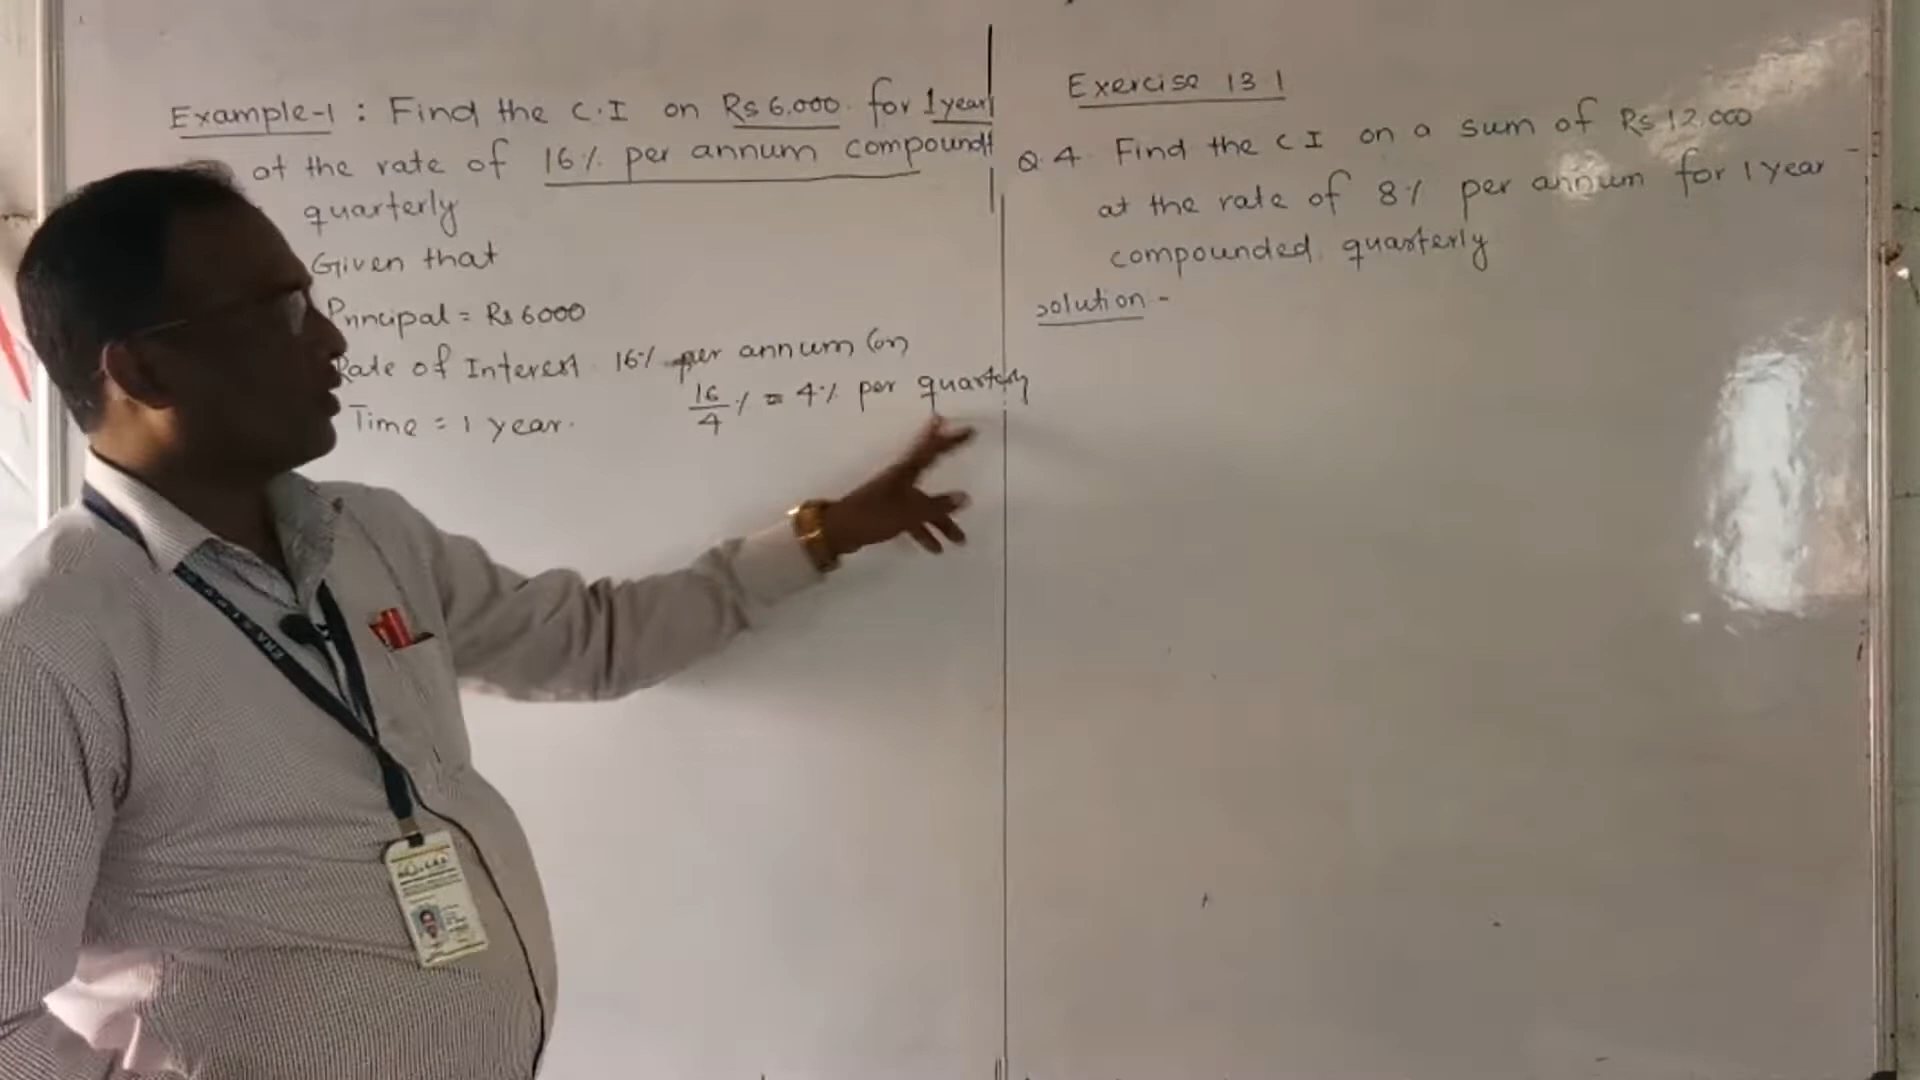 Example-1 : Find the C.I on Rs 6,000 for 1 year
at the rate of 16% per annum compound
quarterly
Given that
Principal = Rs 6000
Rate of Interest 16% per annum (or)
16/4 % = 4% per quarterly
Time = 1 year.
Exercise 13.1
Q.4. Find the C I on a sum of Rs 12,000
at the rate of 8% per annum for 1 year
compounded quarterly
solution -